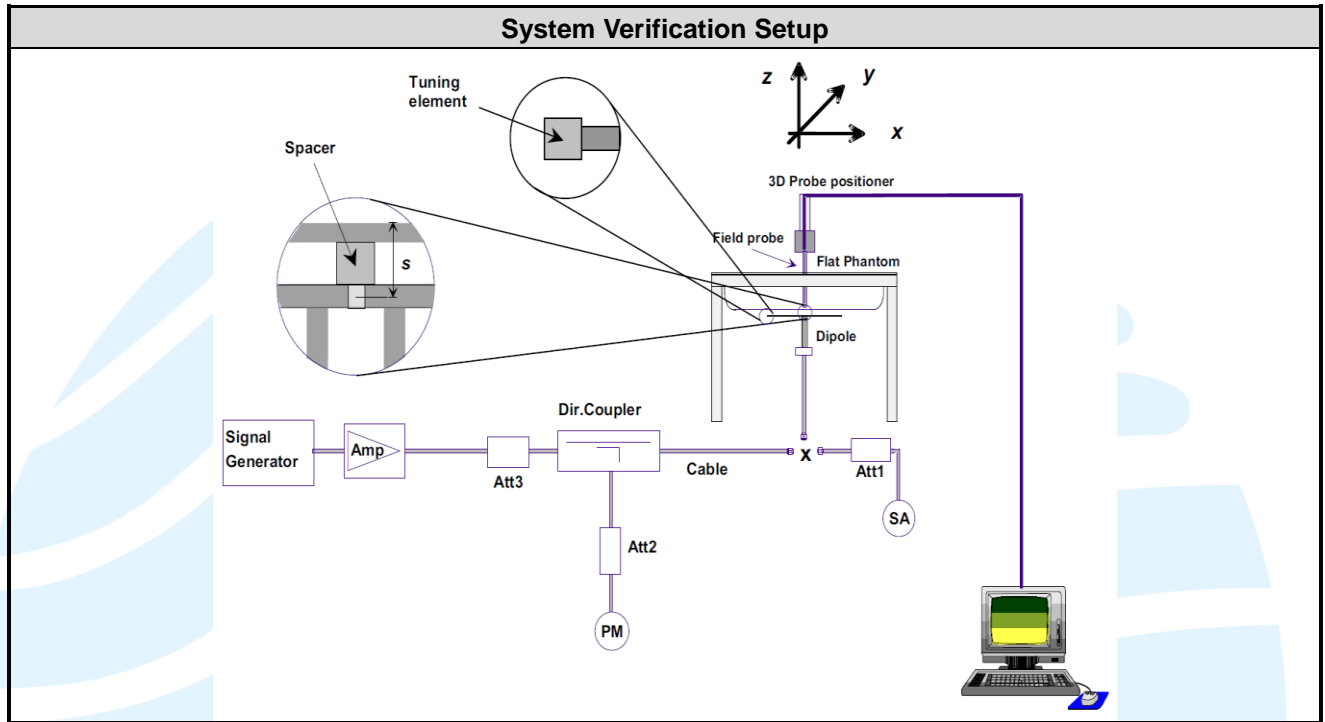 System Verification Setup
Tuning
element
z
y
x
Spacer
s
3D Probe positioner
Field probe
Flat Phantom
Dipole
Dir.Coupler
Signal
Generator
Amp
Att3
Cable
x
Att1
SA
Att2
PM